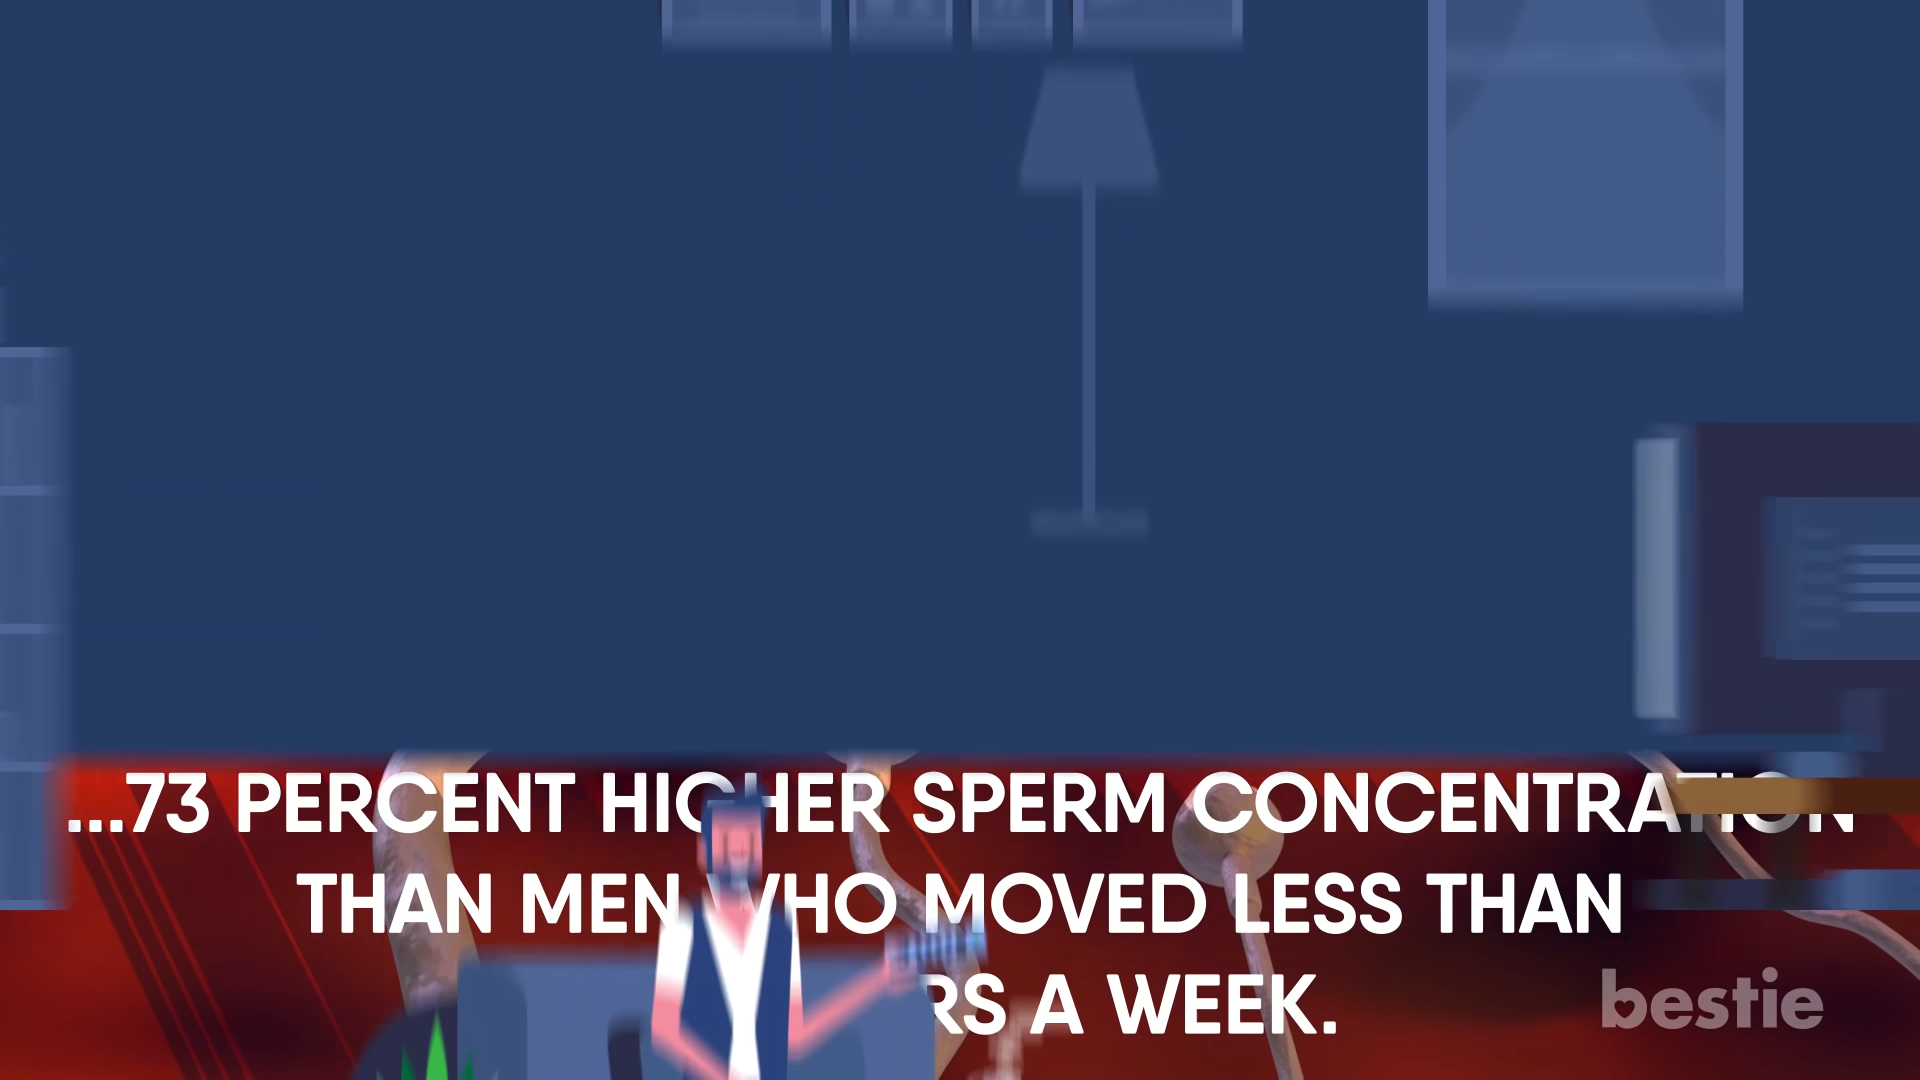 ...73 PERCENT HIGHER SPERM CONCENTRATION
THAN MEN WHO MOVED LESS THAN
A WEEK.
bestie